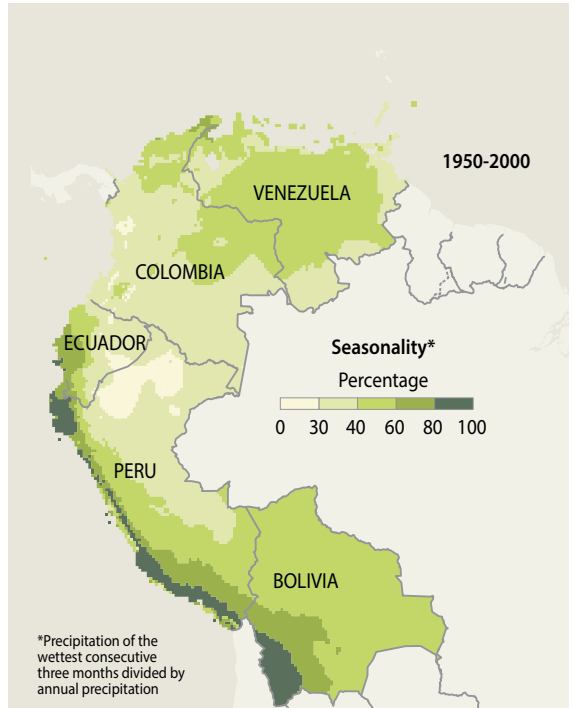 1950-2000
VENEZUELA
COLOMBIA
ECUADOR
Seasonality*
Percentage
0 30 40 60 80 100
PERU
BOLIVIA
*Precipitation of the
wettest consecutive
three months divided by
annual precipitation